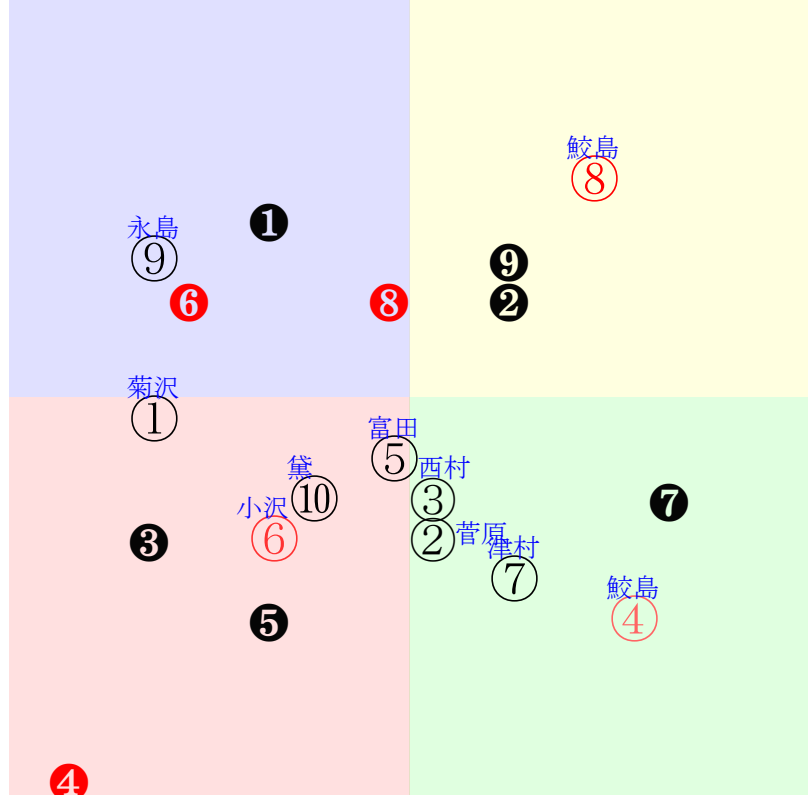 鮫島
⑧
❶
永島
⑨
❾
❻
❽
❷
菊沢
①
富田
⑤
黛
⑩
西村
③
❼
小沢
⑥
❸
②
菅原
津村
⑦
鮫島
④
❺
❹